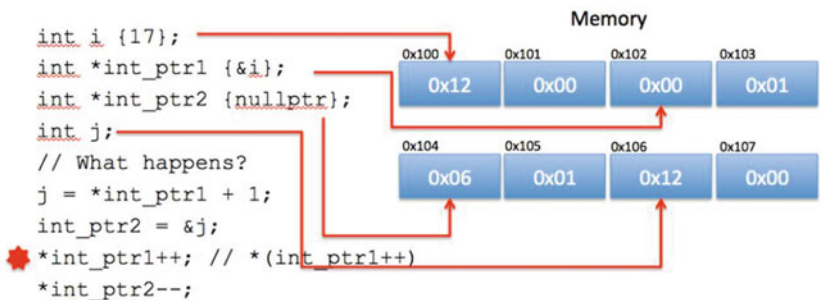 Memory
int i {17};
int *int_ptr1 {&i};
int *int_ptr2 {nullptr};
int j;
// What happens?
j = *int_ptr1 + 1;
int_ptr2 = &j;
*int_ptr1++; // *(int_ptr1++)
*int_ptr2--;
0x100 0x101 0x102 0x103
0x12 0x00 0x00 0x01
0x104 0x105 0x106 0x107
0x06 0x01 0x12 0x00